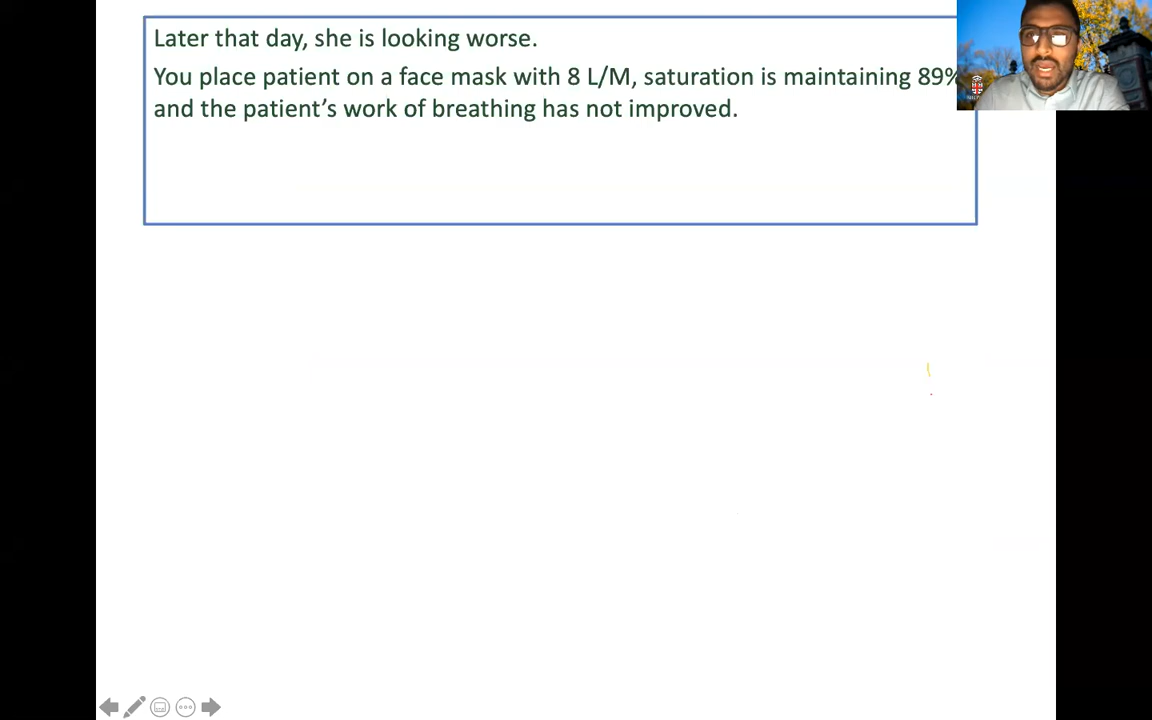 Later that day, she is looking worse.
You place patient on a face mask with 8 L/M, saturation is maintaining 89%
and the patient’s work of breathing has not improved.